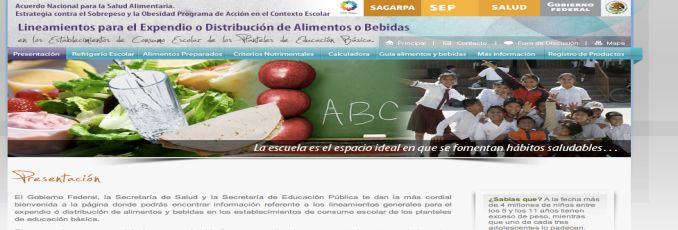 Acuerdo Nacional para la Salud Alimentaria.
Estrategia contra el Sobrepeso y la Obesidad Programa de Acción en el Contexto Escolar
SAGARPA SEP SALUD GOBIERNO FEDERAL
Lineamientos para el Expendio o Distribución de Alimentos o Bebidas
en los Establecimientos de Consumo Escolar de los Planteles de Educación Básica
Principal | Contacto | Foro de Discusión | Mapa
Presentación Refrigerio Escolar Alimentos Preparados Criterios Nutrimentales Calculadora Guía alimentos y bebidas Más información Registro de Productos
ABC
La escuela es el espacio ideal en que se fomentan hábitos saludables...
Presentación
El Gobierno Federal, la Secretaría de Salud y la Secretaría de Educación Pública te dan la más cordial
bienvenida a la página donde podrás encontrar información referente a los lineamientos generales para el
expendio ó distribución de alimentos y bebidas en los establecimientos de consumo escolar de los planteles
de educación básica.
¿Sabías que? A la fecha más
de 4 millones de niños entre
los 5 y los 11 años tienen
exceso de peso, mientras
que uno de cada tres
adolescentes lo padecen.